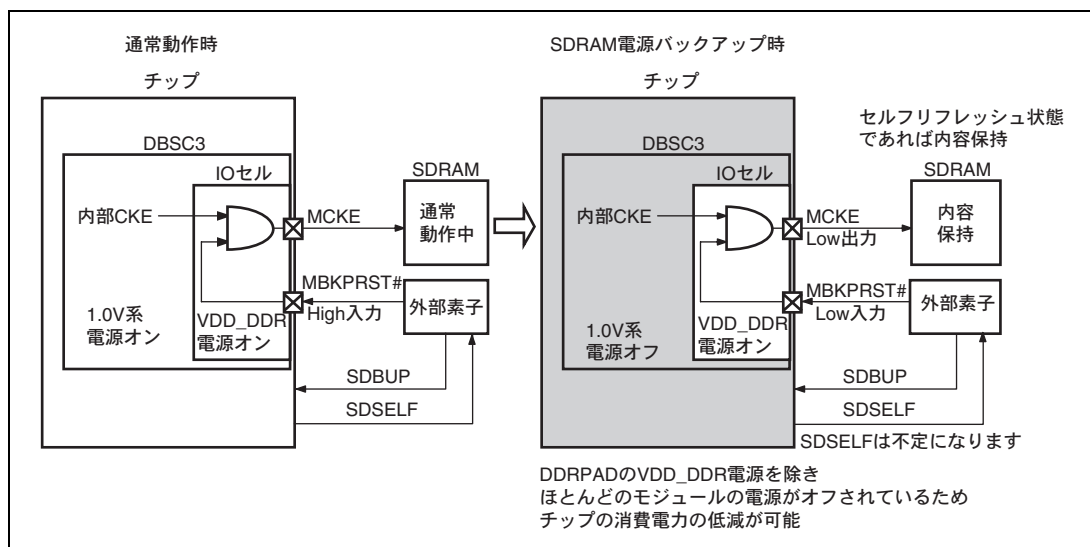 通常動作時
チップ
DBSC3
IOセル
内部CKE
MCKE
SDRAM
通常
動作中
MBKPRST#
High入力
外部素子
1.0V系
電源オン
VDD_DDR
電源オン
SDBUP
SDSELF
SDRAM電源バックアップ時
チップ
セルフリフレッシュ状態
であれば内容保持
DBSC3
IOセル
内部CKE
MCKE
Low出力
SDRAM
内容
保持
MBKPRST#
Low入力
外部素子
1.0V系
電源オフ
VDD_DDR
電源オン
SDBUP
SDSELF
SDSELFは不定になります
DDRPADのVDD_DDR電源を除き
ほとんどのモジュールの電源がオフされているため
チップの消費電力の低減が可能